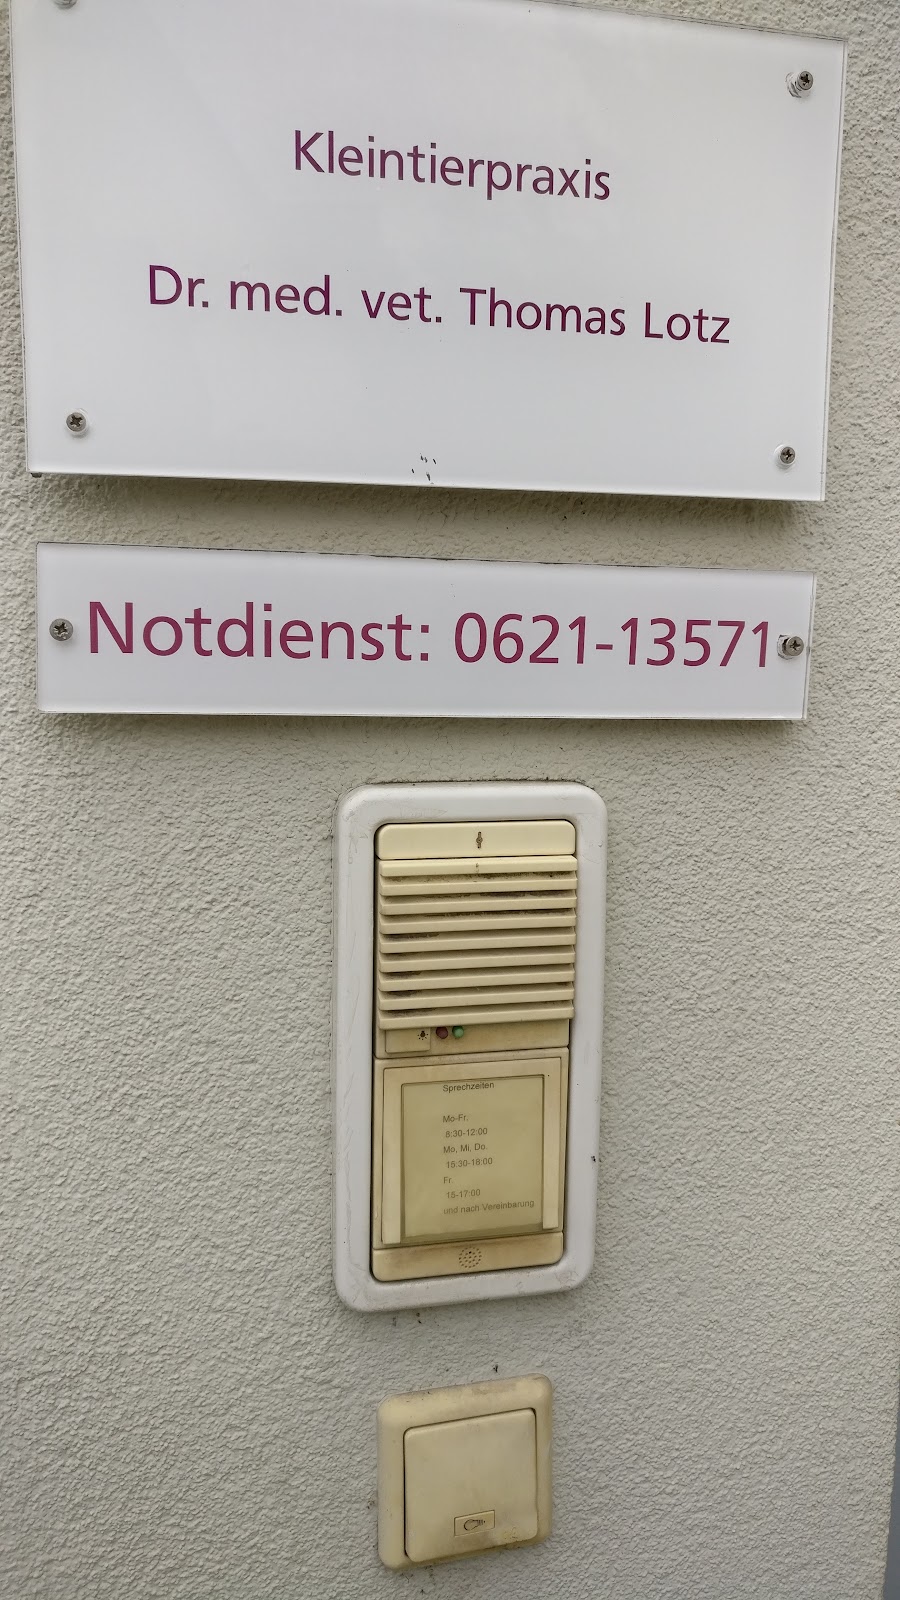 Kleintierpraxis
Dr. med. vet. Thomas Lotz
Notdienst: 0621-13571
Sprechzeiten
Mo-Fr.
8:30-12:00
Mo, Mi, Do.
15:30-18:00
Fr.
15-17:00
und nach Vereinbarung